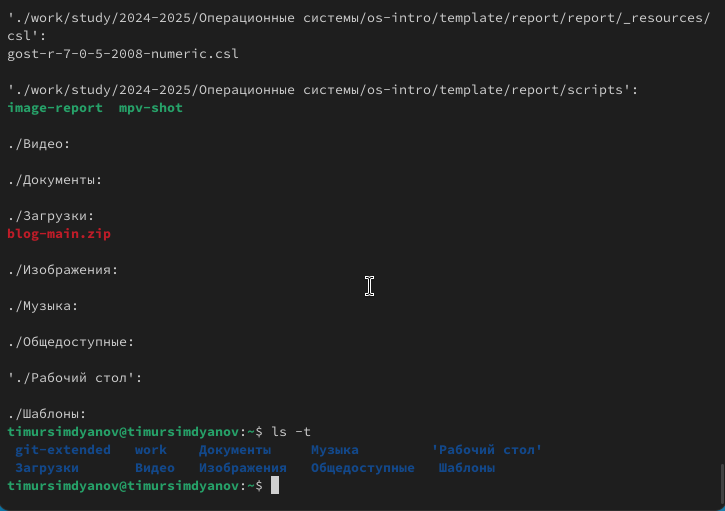 './work/study/2024-2025/Операционные системы/os-intro/template/report/report/_resources/
csl':
gost-r-7-0-5-2008-numeric.csl
'./work/study/2024-2025/Операционные системы/os-intro/template/report/scripts':
image-report  mpv-shot
./Видео:
./Документы:
./Загрузки:
blog-main.zip
./Изображения:
./Музыка:
./Общедоступные:
'./Рабочий стол':
./Шаблоны:
timursimdyanov@timursimdyanov:~$ ls -t
git-extended   work   Документы     Музыка         'Рабочий стол'
Загрузки       Видео  Изображения   Общедоступные   Шаблоны
timursimdyanov@timursimdyanov:~$